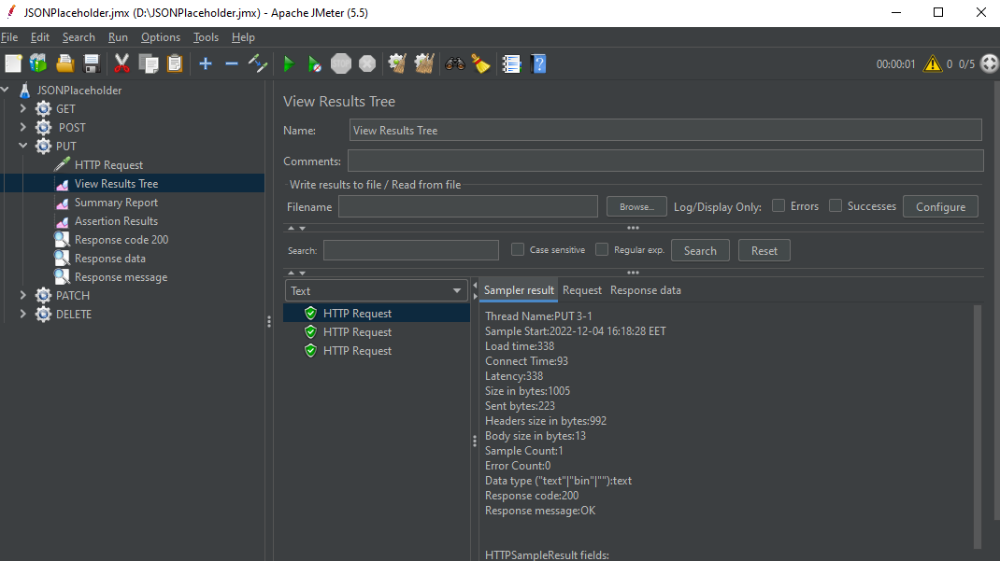 JSONPlaceholder.jmx (D:\JSONPlaceholder.jmx) - Apache JMeter (5.5)
File Edit Search Run Options Tools Help
STOP
00:00:01 0 0/5
JSONPlaceholder
GET
POST
PUT
HTTP Request
View Results Tree
Summary Report
Assertion Results
Response code 200
Response data
Response message
PATCH
DELETE
View Results Tree
Name: View Results Tree
Comments:
Write results to file / Read from file
Filename Browse... Log/Display Only: Errors Successes Configure
Search: Case sensitive Regular exp. Search Reset
Text
HTTP Request
HTTP Request
HTTP Request
Sampler result Request Response data
Thread Name:PUT 3-1
Sample Start:2022-12-04 16:18:28 EET
Load time:338
Connect Time:93
Latency:338
Size in bytes:1005
Sent bytes:223
Headers size in bytes:992
Body size in bytes:13
Sample Count:1
Error Count:0
Data type ("text"|"bin"|""):text
Response code:200
Response message:OK
HTTPSampleResult fields: